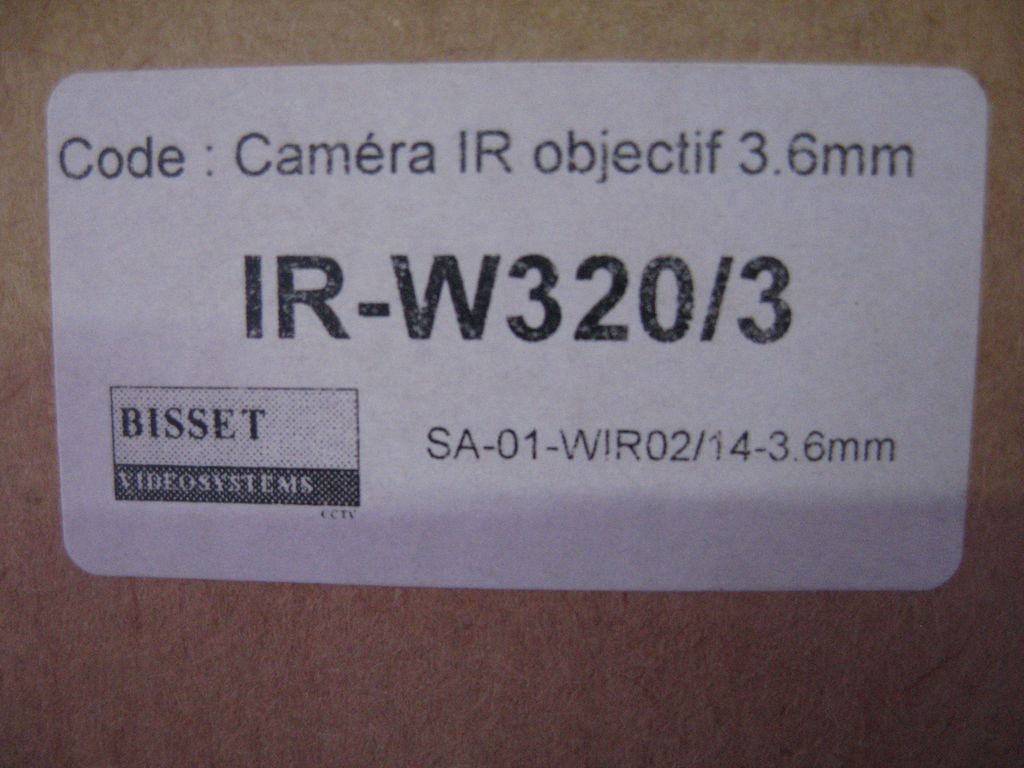 Code : Caméra IR objectif 3.6mm
IR-W320/3
BISSET
VIDEOSYSTEMS
CCTV
SA-01-WIR02/14-3.6mm